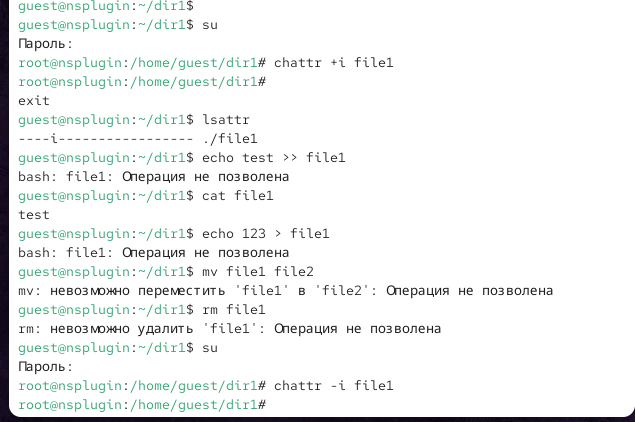 guest@nsplugin:~/dir1$
guest@nsplugin:~/dir1$ su
Пароль:
root@nsplugin:/home/guest/dir1# chattr +i file1
root@nsplugin:/home/guest/dir1#
exit
guest@nsplugin:~/dir1$ lsattr
----i----------------- ./file1
guest@nsplugin:~/dir1$ echo test >> file1
bash: file1: Операция не позволена
guest@nsplugin:~/dir1$ cat file1
test
guest@nsplugin:~/dir1$ echo 123 > file1
bash: file1: Операция не позволена
guest@nsplugin:~/dir1$ mv file1 file2
mv: невозможно переместить 'file1' в 'file2': Операция не позволена
guest@nsplugin:~/dir1$ rm file1
rm: невозможно удалить 'file1': Операция не позволена
guest@nsplugin:~/dir1$ su
Пароль:
root@nsplugin:/home/guest/dir1# chattr -i file1
root@nsplugin:/home/guest/dir1#